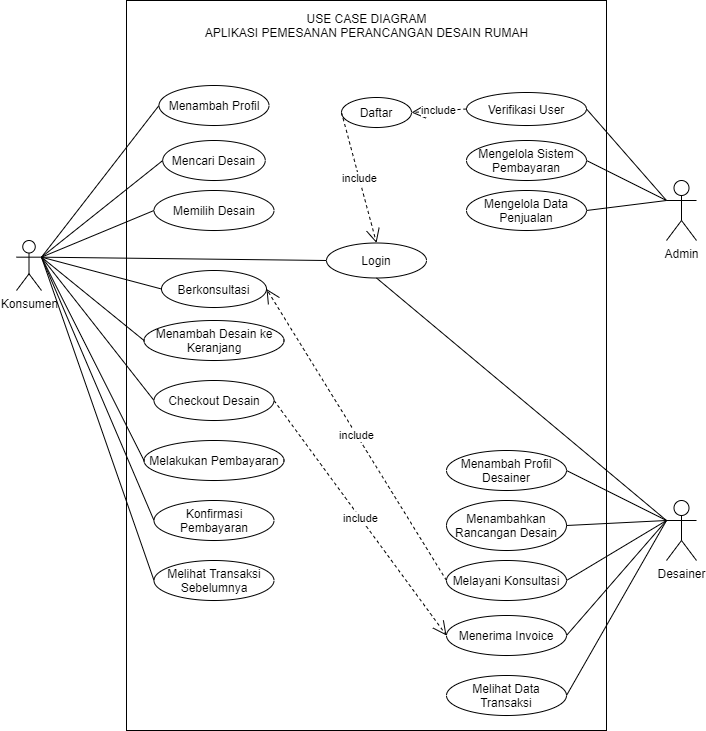 USE CASE DIAGRAM
APLIKASI PEMESANAN PERANCANGAN DESAIN RUMAH
Menambah Profil
Daftar
include
Verifikasi User
Mencari Desain
Mengelola Sistem
Pembayaran
include
Memilih Desain
Mengelola Data
Penjualan
Admin
Login
Konsumen
Berkonsultasi
Menambah Desain ke
Keranjang
Checkout Desain
include
Melakukan Pembayaran
Menambah Profil
Desainer
Konfirmasi
Pembayaran
include
Menambahkan
Rancangan Desain
Melihat Transaksi
Sebelumnya
Melayani Konsultasi
Desainer
Menerima Invoice
Melihat Data
Transaksi